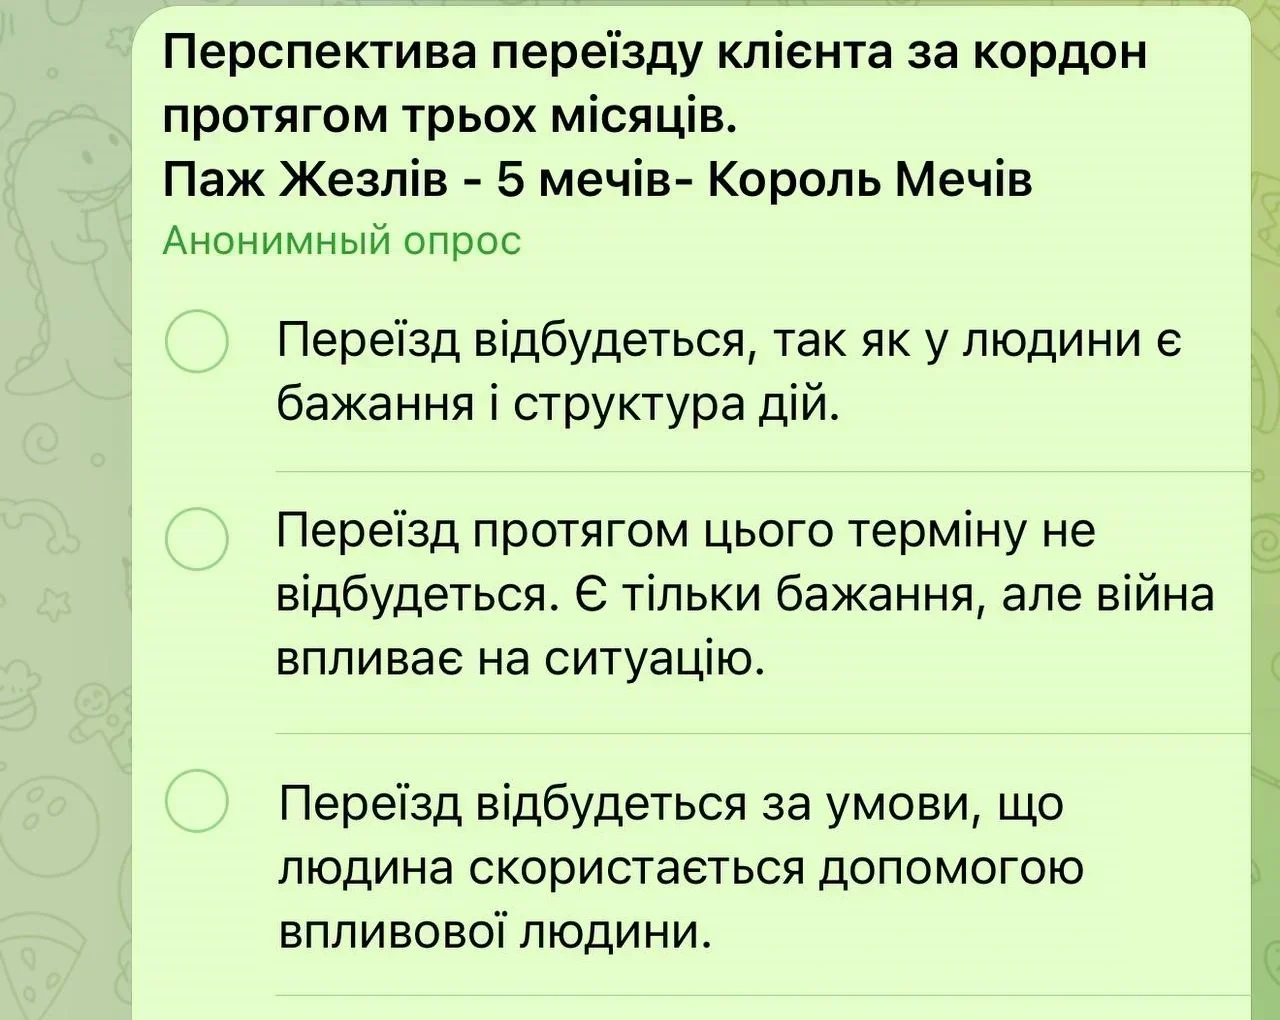 Перспектива переїзду клієнта за кордон
протягом трьох місяців.
Паж Жезлів - 5 мечів- Король Мечів
Анонимный опрос
Переїзд відбудеться, так як у людини є
бажання і структура дій.
Переїзд протягом цього терміну не
відбудеться. Є тільки бажання, але війна
впливає на ситуацію.
Переїзд відбудеться за умови, що
людина скористається допомогою
впливової людини.